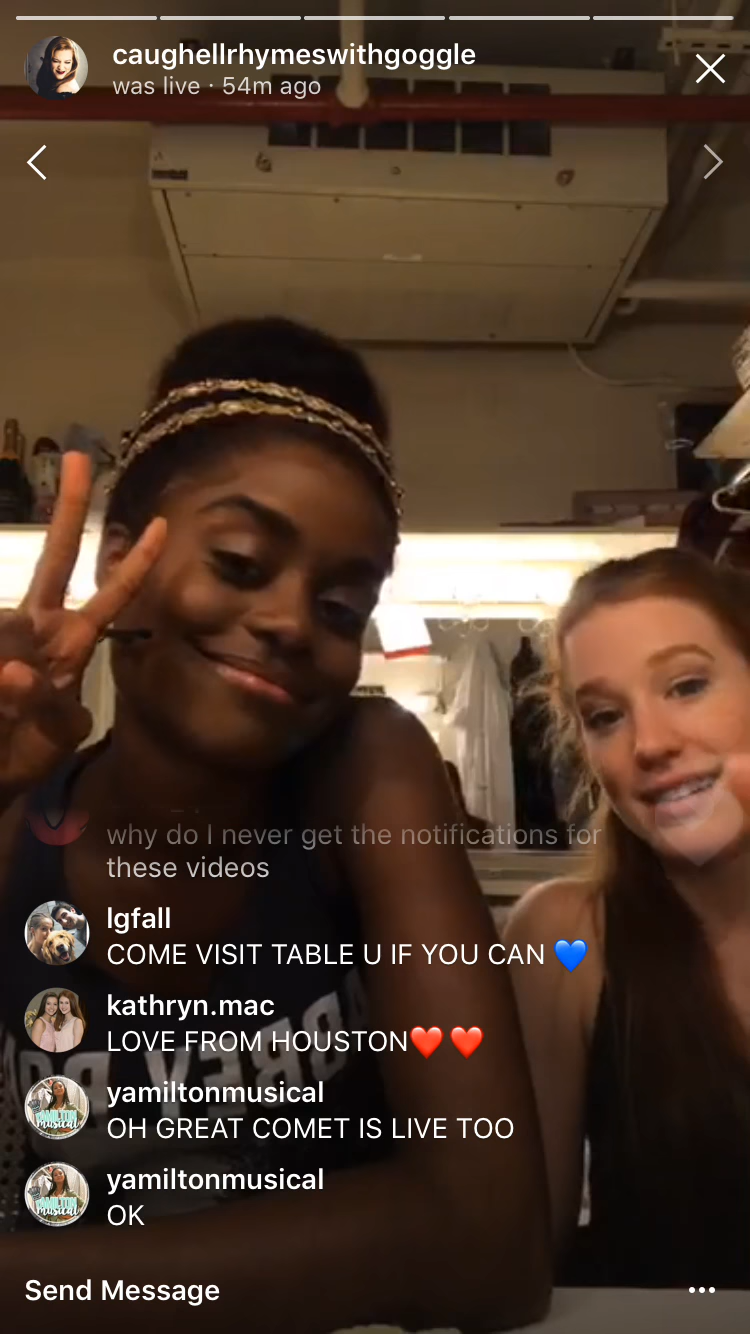 caughellrhymeswithgoggle
was live · 54m ago
why do I never get the notifications for
these videos
lgfall
COME VISIT TABLE U IF YOU CAN 💙
kathryn.mac
LOVE FROM HOUSTON❤️❤️
yamiltonmusical
OH GREAT COMET IS LIVE TOO
yamiltonmusical
OK
Send Message